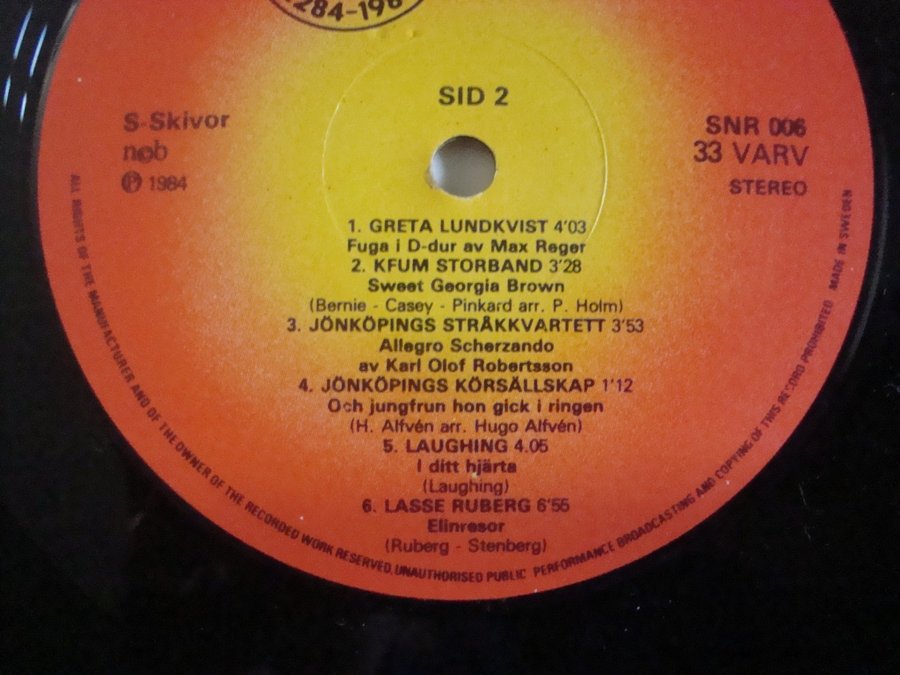 1284-198
SID 2
S-Skivor
nɵb
Ⓟ 1984
SNR 006
33 VARV
STEREO
1. GRETA LUNDKVIST 4'03
Fuga i D-dur av Max Reger
2. KFUM STORBAND 3'28
Sweet Georgia Brown
(Bernie - Casey - Pinkard arr. P. Holm)
3. JÖNKÖPINGS STRÅKKVARTETT 3'53
Allegro Scherzando
av Karl Olof Robertsson
4. JÖNKÖPINGS KÖRSÄLLSKAP 1'12
Och jungfrun hon gick i ringen
(H. Alfvén arr. Hugo Alfvén)
5. LAUGHING 4.05
I ditt hjärta
(Laughing)
6. LASSE RUBERG 6'55
Elinresor
(Ruberg - Stenberg)
ALL RIGHTS OF THE MANUFACTURER AND OF THE OWNER OF THE RECORDED WORK RESERVED. UNAUTHORISED PUBLIC PERFORMANCE BROADCASTING AND COPYING OF THIS RECORD PROHIBITED MADE IN SWEDEN